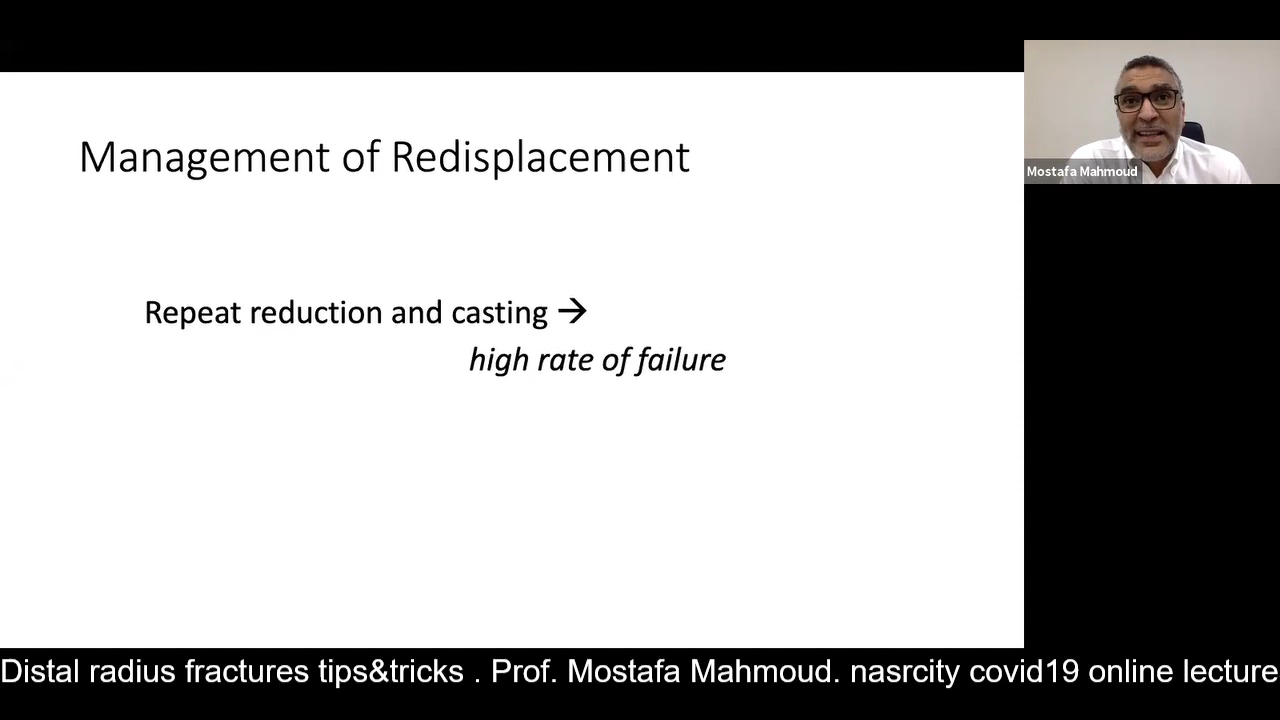 Management of Redisplacement
Repeat reduction and casting →
high rate of failure
Mostafa Mahmoud
Distal radius fractures tips&tricks . Prof. Mostafa Mahmoud. nasrcity covid19 online lecture